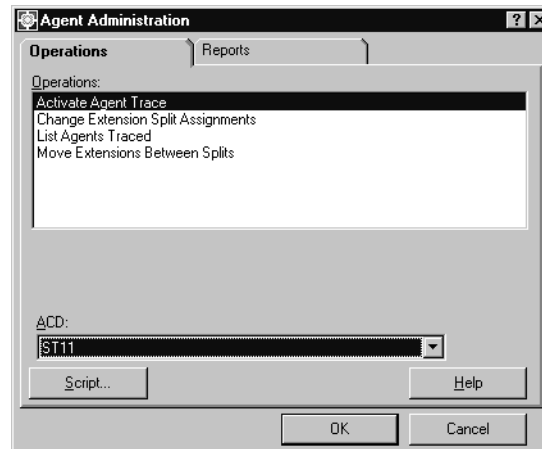 Agent Administration
Operations
Reports
Operations:
Activate Agent Trace
Change Extension Split Assignments
List Agents Traced
Move Extensions Between Splits
ACD:
ST11
Script...
Help
OK
Cancel